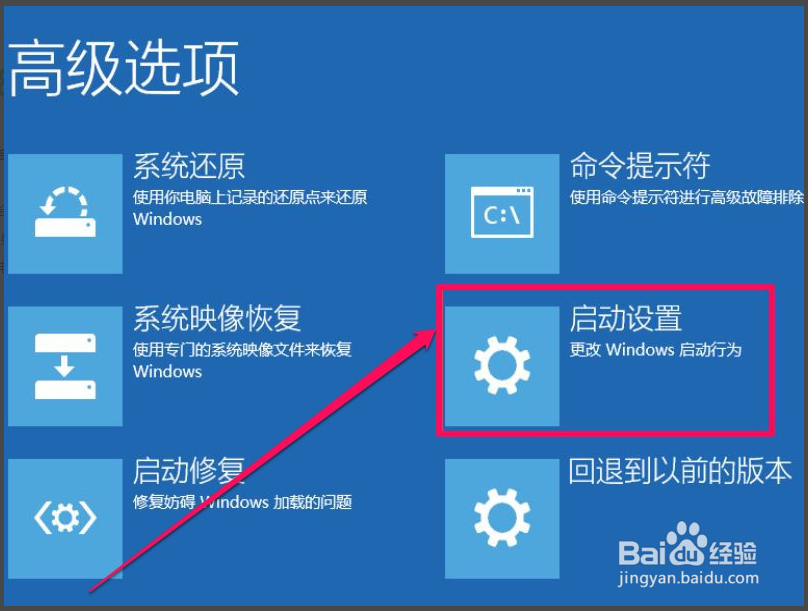 高级选项
系统还原
使用你电脑上记录的还原点来还原
Windows
命令提示符
使用命令提示符进行高级故障排除
C:\
系统映像恢复
使用专门的系统映像文件来恢复
Windows
启动设置
更改 Windows 启动行为
启动修复
修复妨碍 Windows 加载的问题
回退到以前的版本
Bai du 经验
jingyan.baidu.com